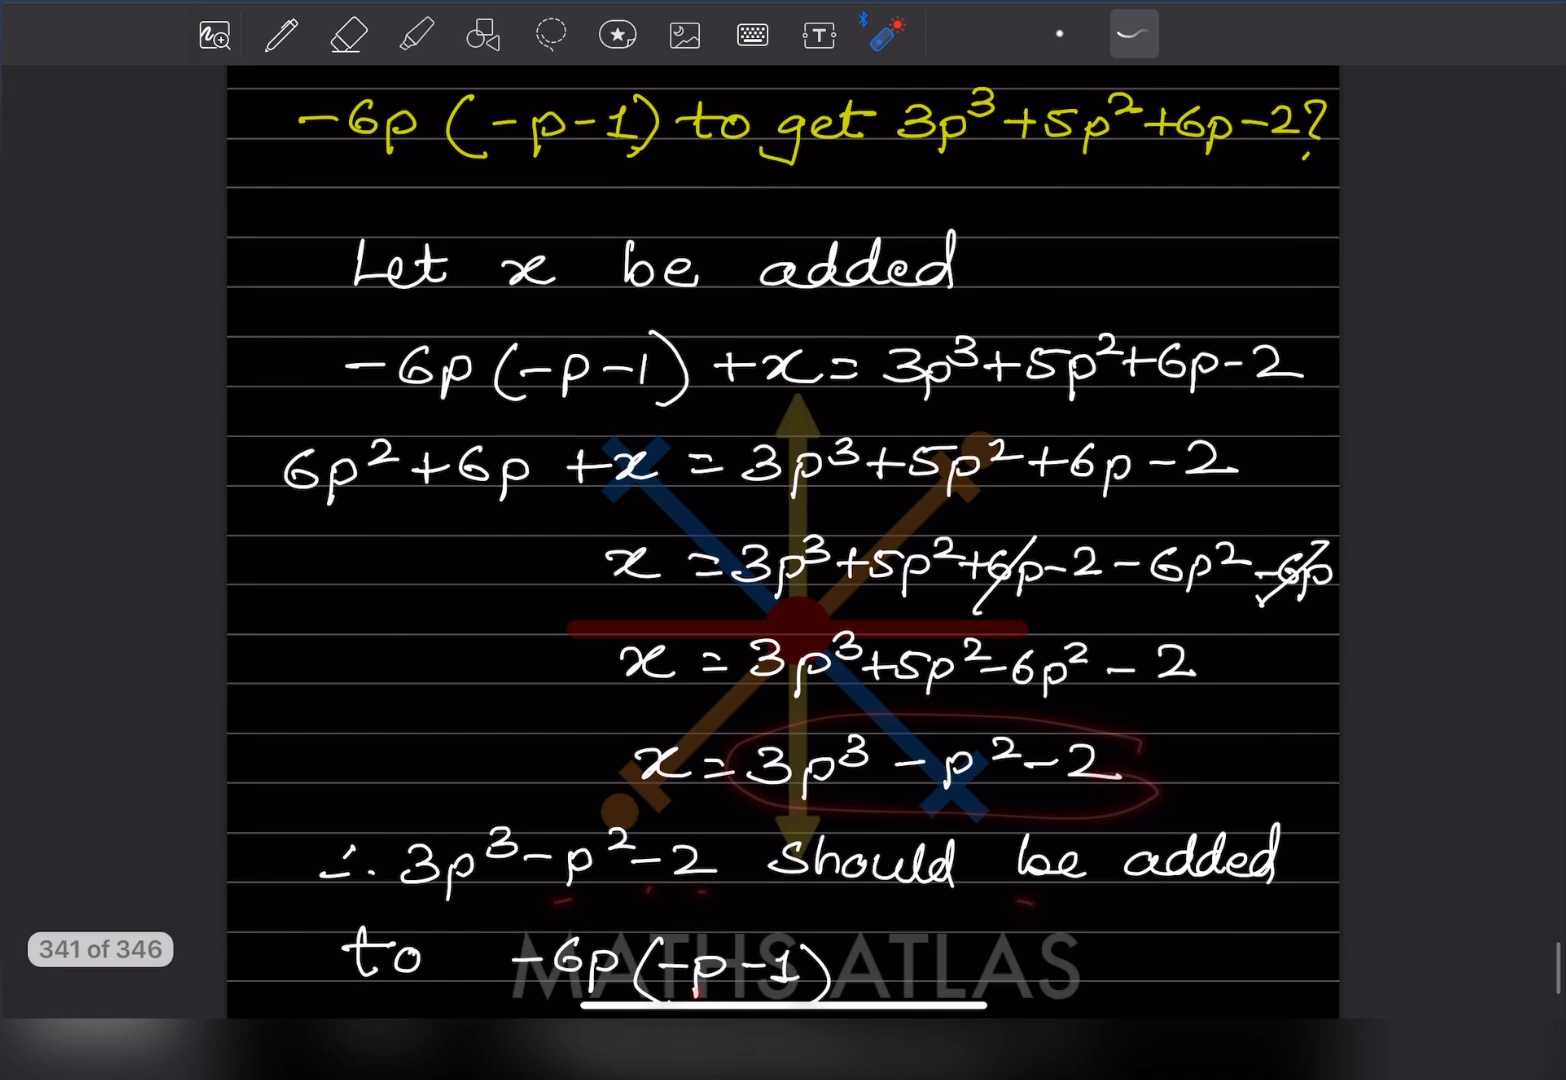 -6p (-p-1) to get 3p³+5p²+6p-2?
Let x be added
-6p (-p-1) +x = 3p³+5p²+6p-2
6p²+6p +x = 3p³+5p²+6p-2
x = 3p³+5p²+6p-2-6p²-6p
x = 3p³+5p²-6p²-2
x = 3p³-p²-2
∴ 3p³-p²-2 should be added
to -6p(-p-1)
MATHS ATLAS
341 of 346